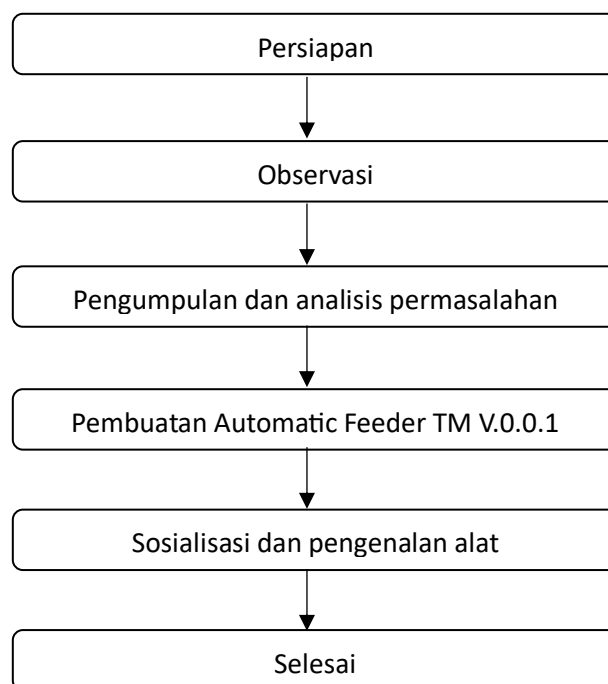 Persiapan
Observasi
Pengumpulan dan analisis permasalahan
Pembuatan Automatic Feeder TM V.0.0.1
Sosialisasi dan pengenalan alat
Selesai